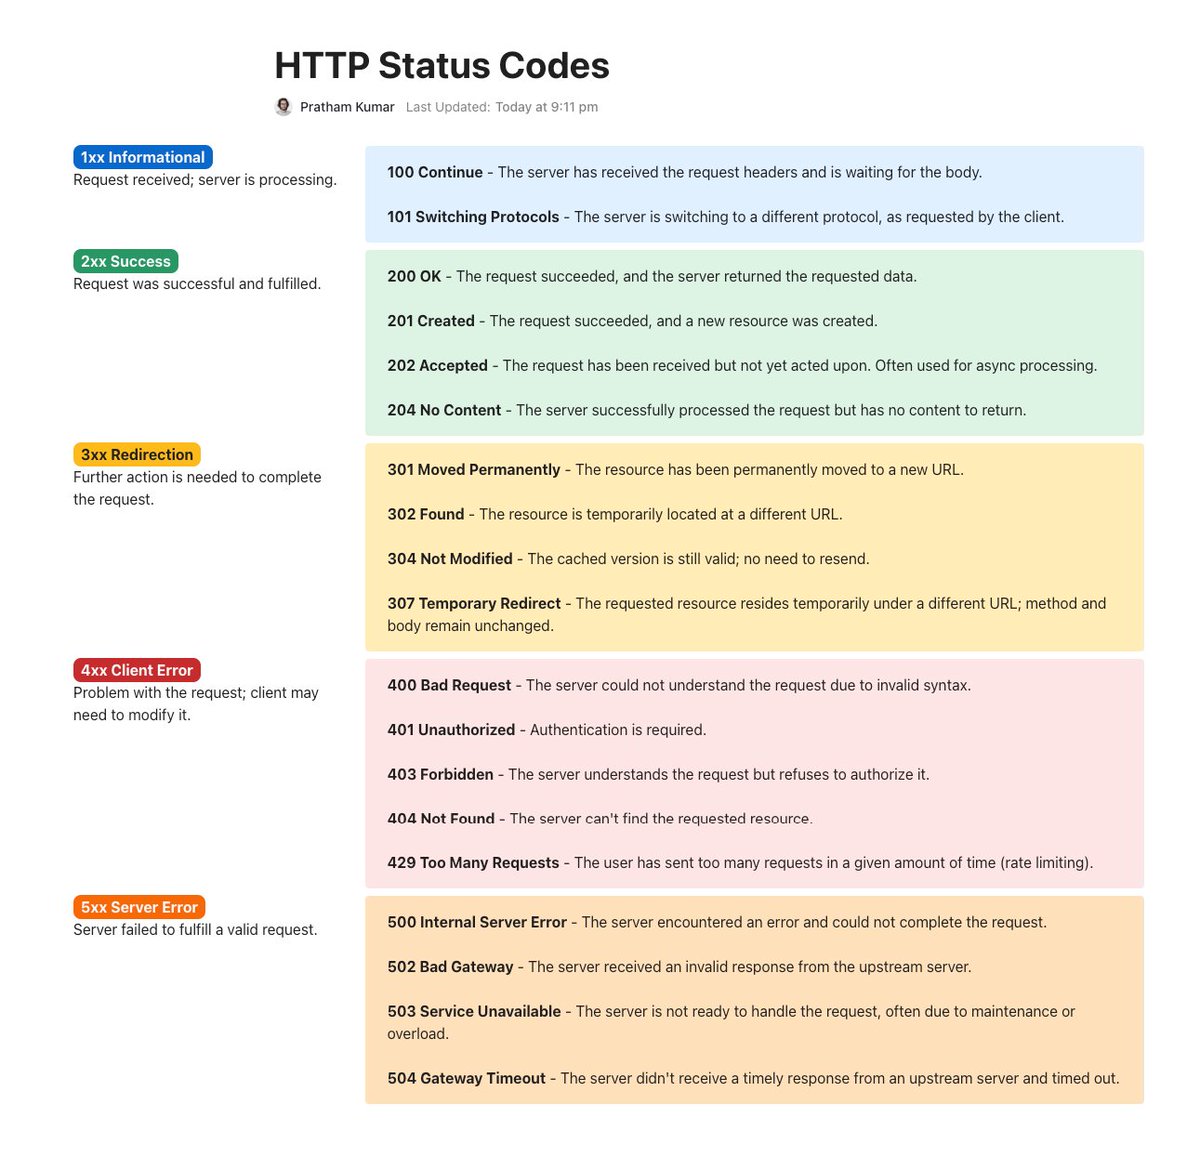 HTTP Status Codes
Pratham Kumar Last Updated: Today at 9:11 pm
1xx Informational
Request received; server is processing.
100 Continue - The server has received the request headers and is waiting for the body.
101 Switching Protocols - The server is switching to a different protocol, as requested by the client.
2xx Success
Request was successful and fulfilled.
200 OK - The request succeeded, and the server returned the requested data.
201 Created - The request succeeded, and a new resource was created.
202 Accepted - The request has been received but not yet acted upon. Often used for async processing.
204 No Content - The server successfully processed the request but has no content to return.
3xx Redirection
Further action is needed to complete
the request.
301 Moved Permanently - The resource has been permanently moved to a new URL.
302 Found - The resource is temporarily located at a different URL.
304 Not Modified - The cached version is still valid; no need to resend.
307 Temporary Redirect - The requested resource resides temporarily under a different URL; method and
body remain unchanged.
4xx Client Error
Problem with the request; client may
need to modify it.
400 Bad Request - The server could not understand the request due to invalid syntax.
401 Unauthorized - Authentication is required.
403 Forbidden - The server understands the request but refuses to authorize it.
404 Not Found - The server can't find the requested resource.
429 Too Many Requests - The user has sent too many requests in a given amount of time (rate limiting).
5xx Server Error
Server failed to fulfill a valid request.
500 Internal Server Error - The server encountered an error and could not complete the request.
502 Bad Gateway - The server received an invalid response from the upstream server.
503 Service Unavailable - The server is not ready to handle the request, often due to maintenance or
overload.
504 Gateway Timeout - The server didn't receive a timely response from an upstream server and timed out.